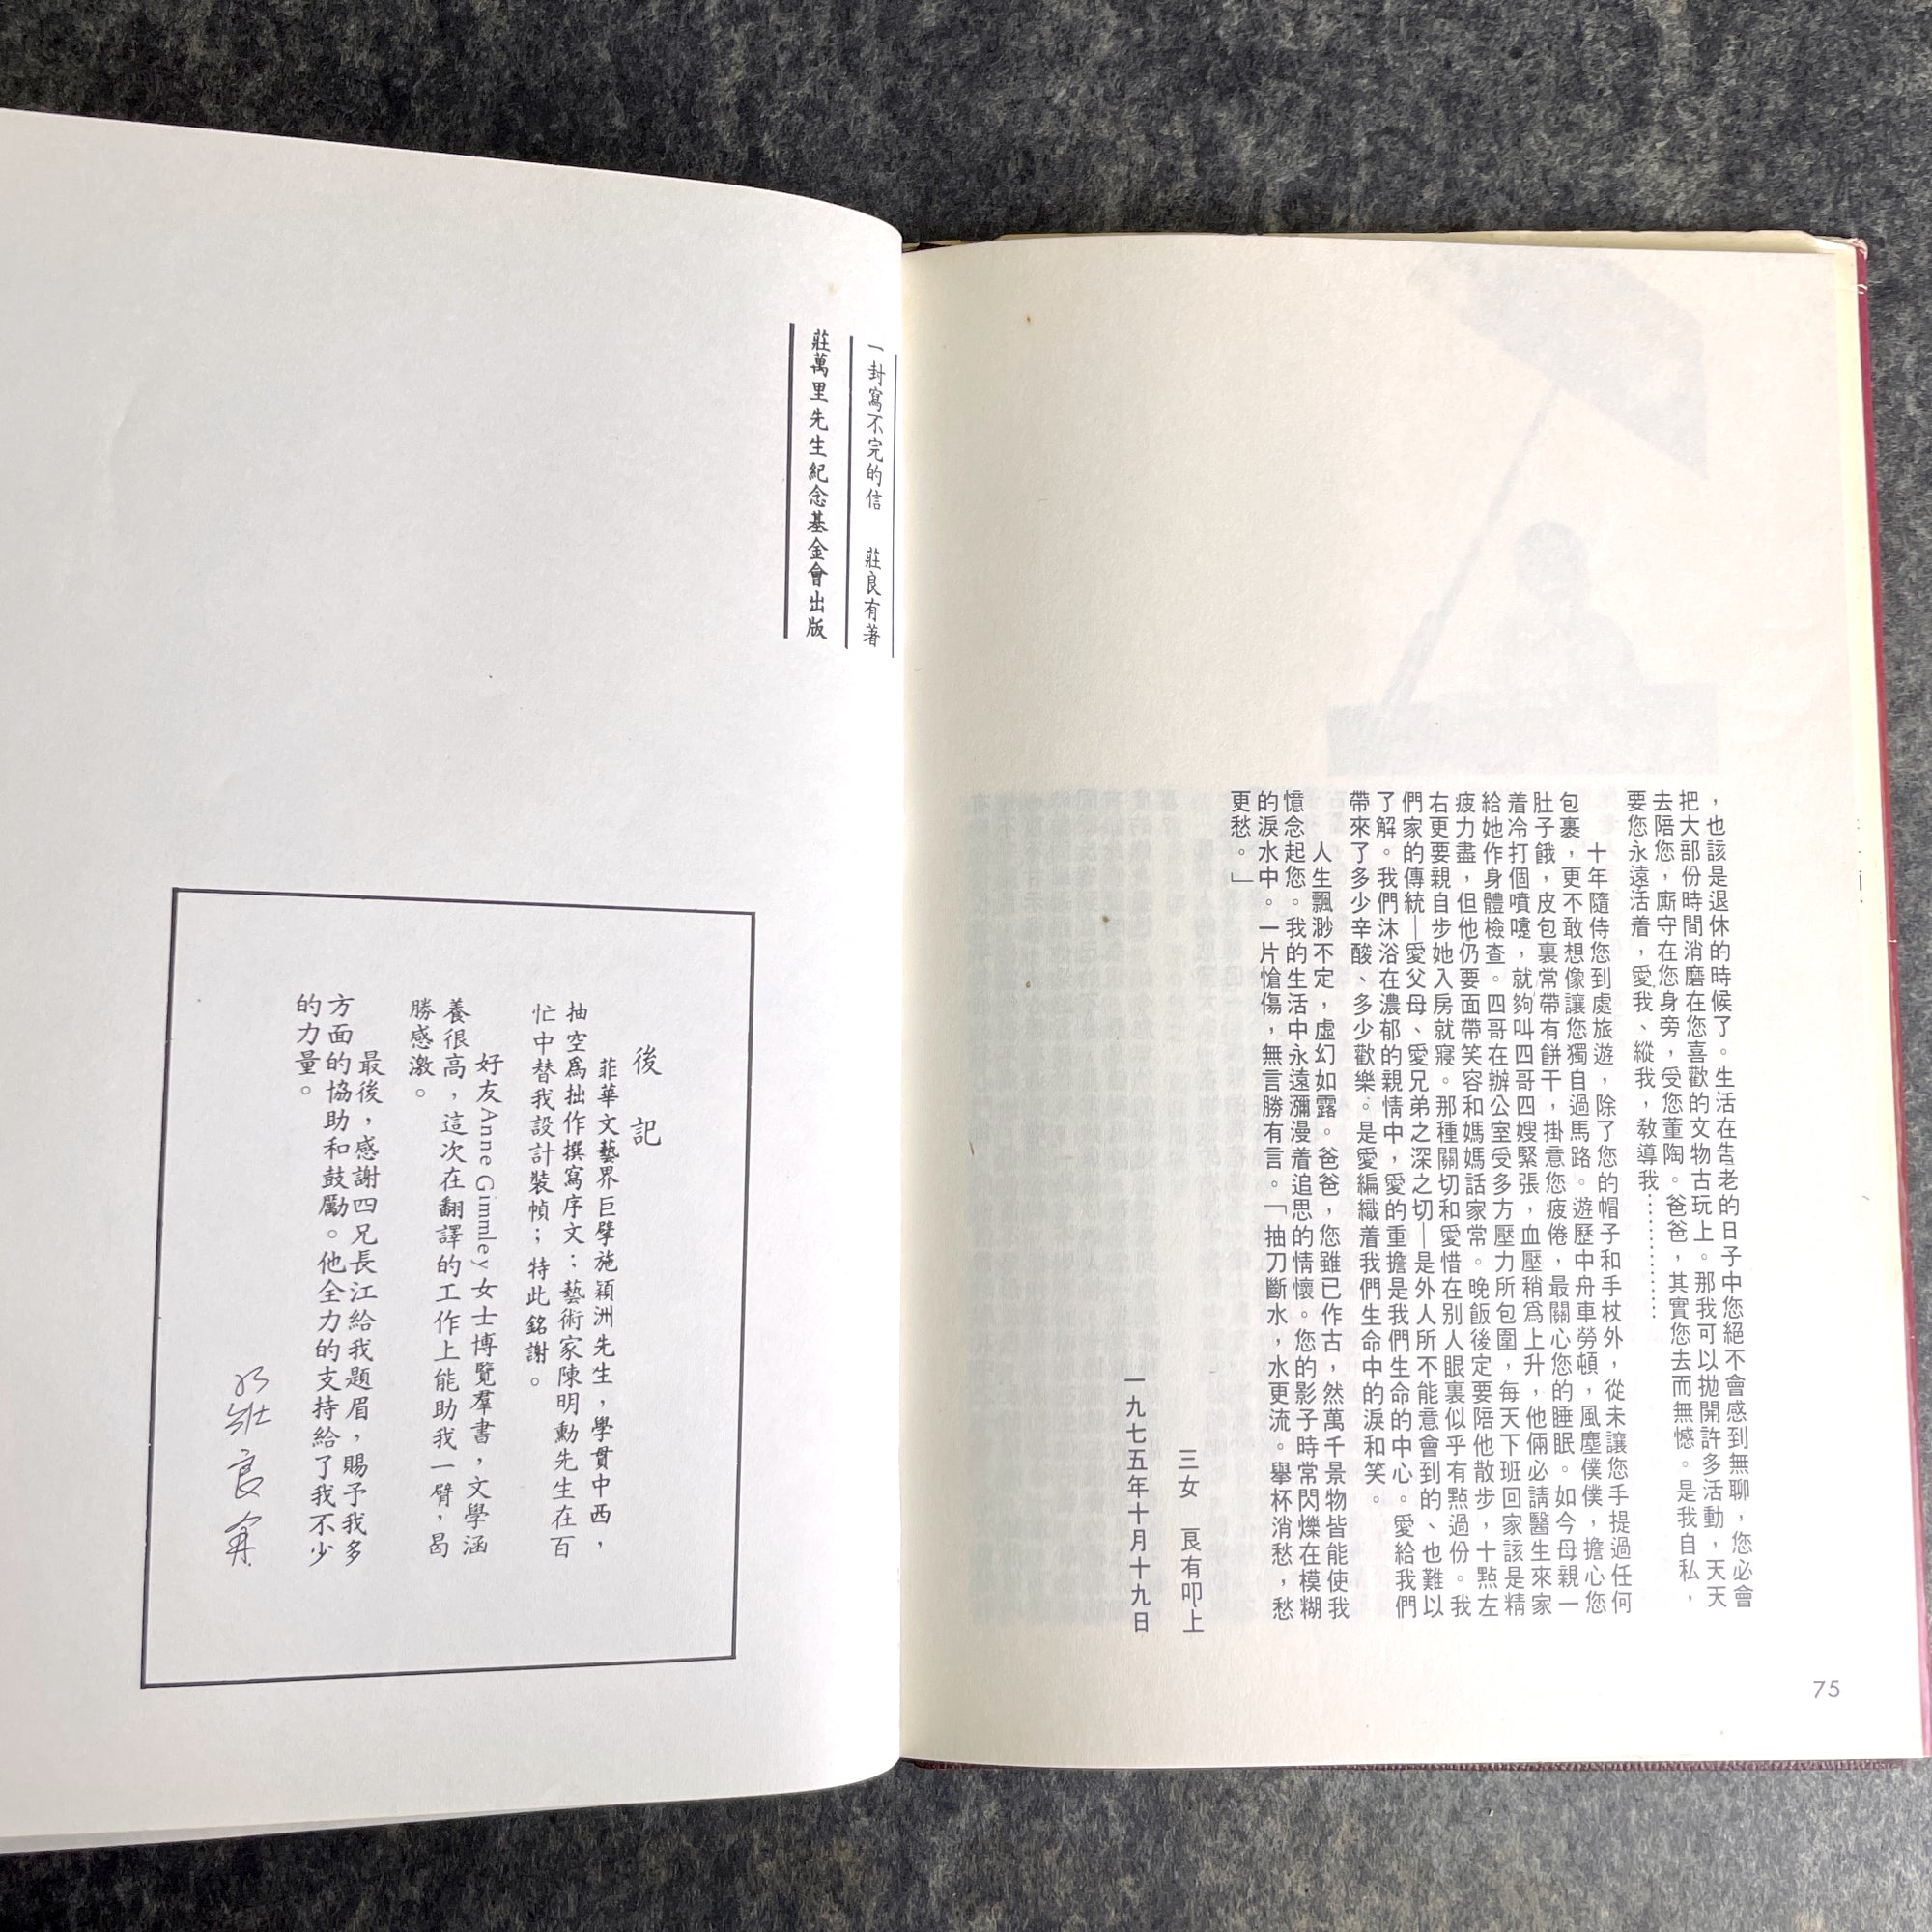 ，也該是退休的時候了。生活在告老的日子中您絕不會感到無聊，您必會
把大部份時間消磨在您喜歡的文物古玩上。那我可以拋開許多活動，天天
去陪您，廝守在您身旁，受您薰陶。爸爸，其實您去而無憾。是我自私，
要您永遠活着，愛我、縱我，敎導我……………
十年隨侍您到處旅遊，除了您的帽子和手杖外，從未讓您手提過任何
包裹，更不敢想像讓您獨自過馬路。遊歷中舟車勞頓，風塵僕僕，擔心您
肚子餓，皮包裏常帶有餅干，掛意您疲倦，最關心您的睡眠。如今母親一
着冷打個噴嚏，就夠叫四哥四嫂緊張，血壓稍爲上升，他倆必請醫生來家
給她作身體檢查。四哥在辦公室受多方壓力所包圍，每天下班回家該是精
疲力盡，但他仍要面帶笑容和媽媽話家常。晚飯後定要陪他散步，十點左
右更要親自步她入房就寢。那種關切和愛惜在別人眼裏似乎有點過份。我
們家的傳統—愛父母、愛兄弟之深之切—是外人所不能意會到的、也難以
了解。我們沐浴在濃郁的親情中，愛的重擔是我們生命的中心。愛給我們
帶來了多少辛酸、多少歡樂。是愛編織着我們生命中的淚和笑。
人生飄渺不定，虛幻如露。爸爸，您雖已作古，然萬千景物皆能使我
憶念起您。我的生活中永遠瀰漫着追思的情懷。您的影子時常閃爍在模糊
的淚水中。一片愴傷，無言勝有言。「抽刀斷水，水更流。擧杯消愁，愁
更愁。」
三女　良有叩上
一九七五年十月十九日
75
一封寫不完的信　莊良有著
莊萬里先生紀念基金會出版
後記
菲華文藝界巨擘施穎洲先生，學貫中西，
抽空爲拙作撰寫序文；藝術家陳明勳先生在百
忙中替我設計裝幀；特此銘謝。
好友Anne Gimmley女士博覽羣書，文學涵
養很高，這次在翻譯的工作上能助我一臂，曷
勝感激。
最後，感謝四兄長江給我題眉，賜予我多
方面的協助和鼓勵。他全力的支持給了我不少
的力量。
莊良有